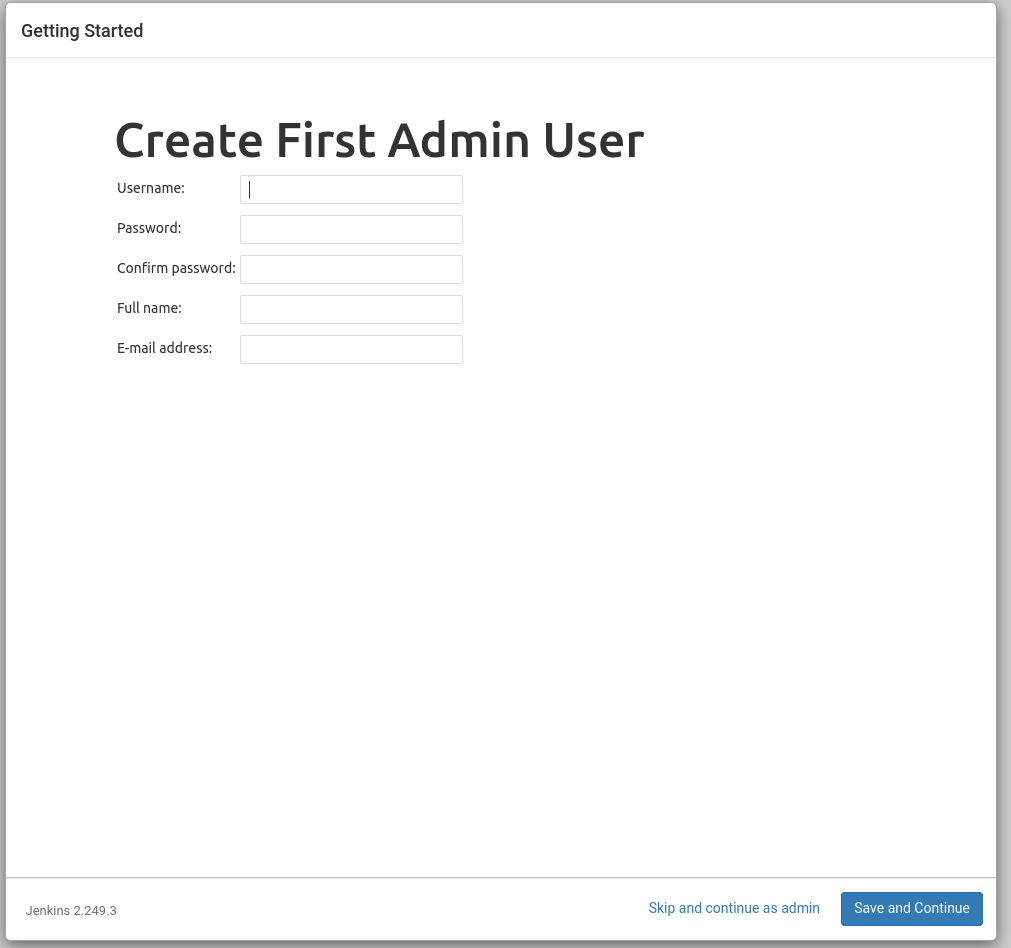 Getting Started
Create First Admin User
Username:
Password:
Confirm password:
Full name:
E-mail address:
Jenkins 2.249.3
Skip and continue as admin
Save and Continue